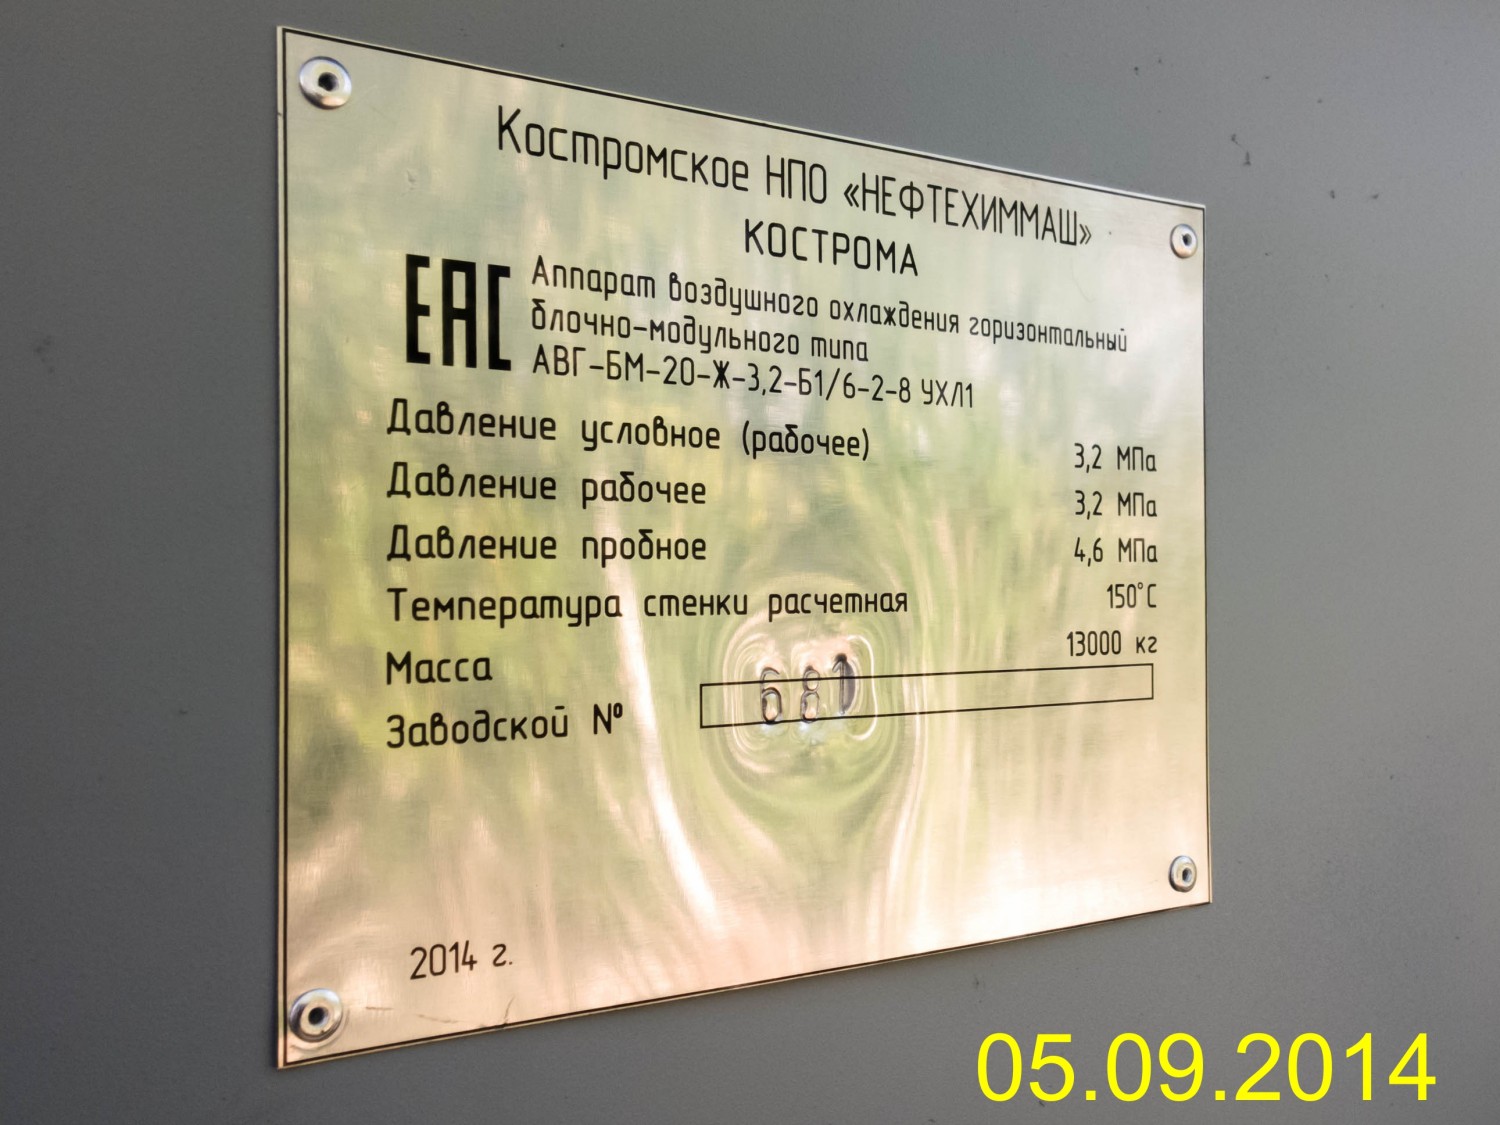 Костромское НПО «НЕФТЕХИММАШ»
КОСТРОМА
ЕАС
Аппарат воздушного охлаждения горизонтальный
блочно-модульного типа
АВГ-БМ-20-Ж-3,2-Б1/6-2-8 УХЛ1
Давление условное (рабочее) 3,2 МПа
Давление рабочее 3,2 МПа
Давление пробное 4,6 МПа
Температура стенки расчетная 150°С
Масса 13000 кг
Заводской № 681
2014 г.
05.09.2014